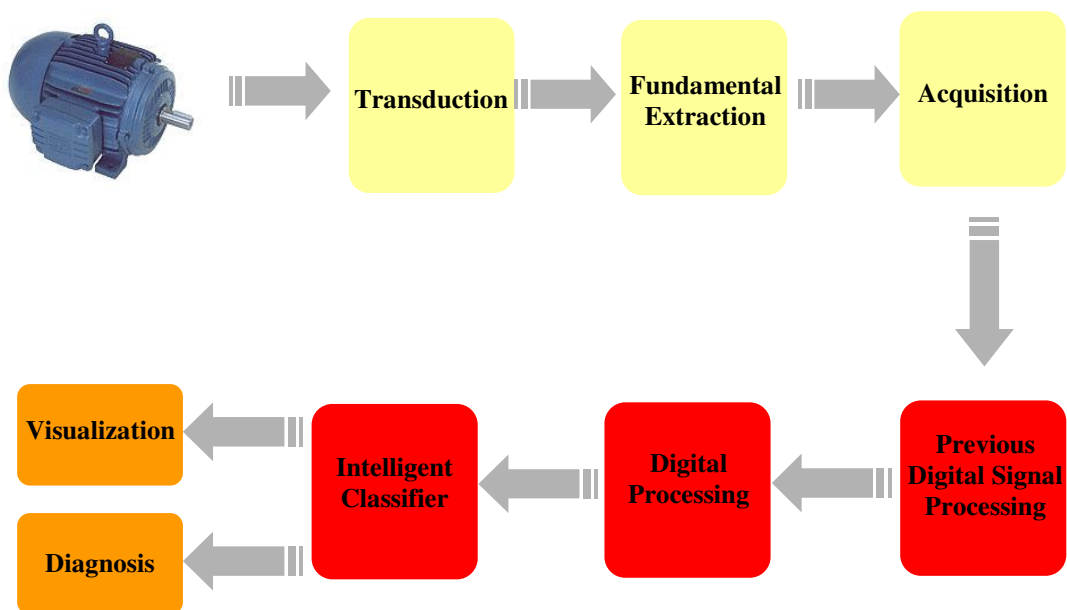 Transduction
Fundamental
Extraction
Acquisition
Previous
Digital Signal
Processing
Digital
Processing
Intelligent
Classifier
Visualization
Diagnosis